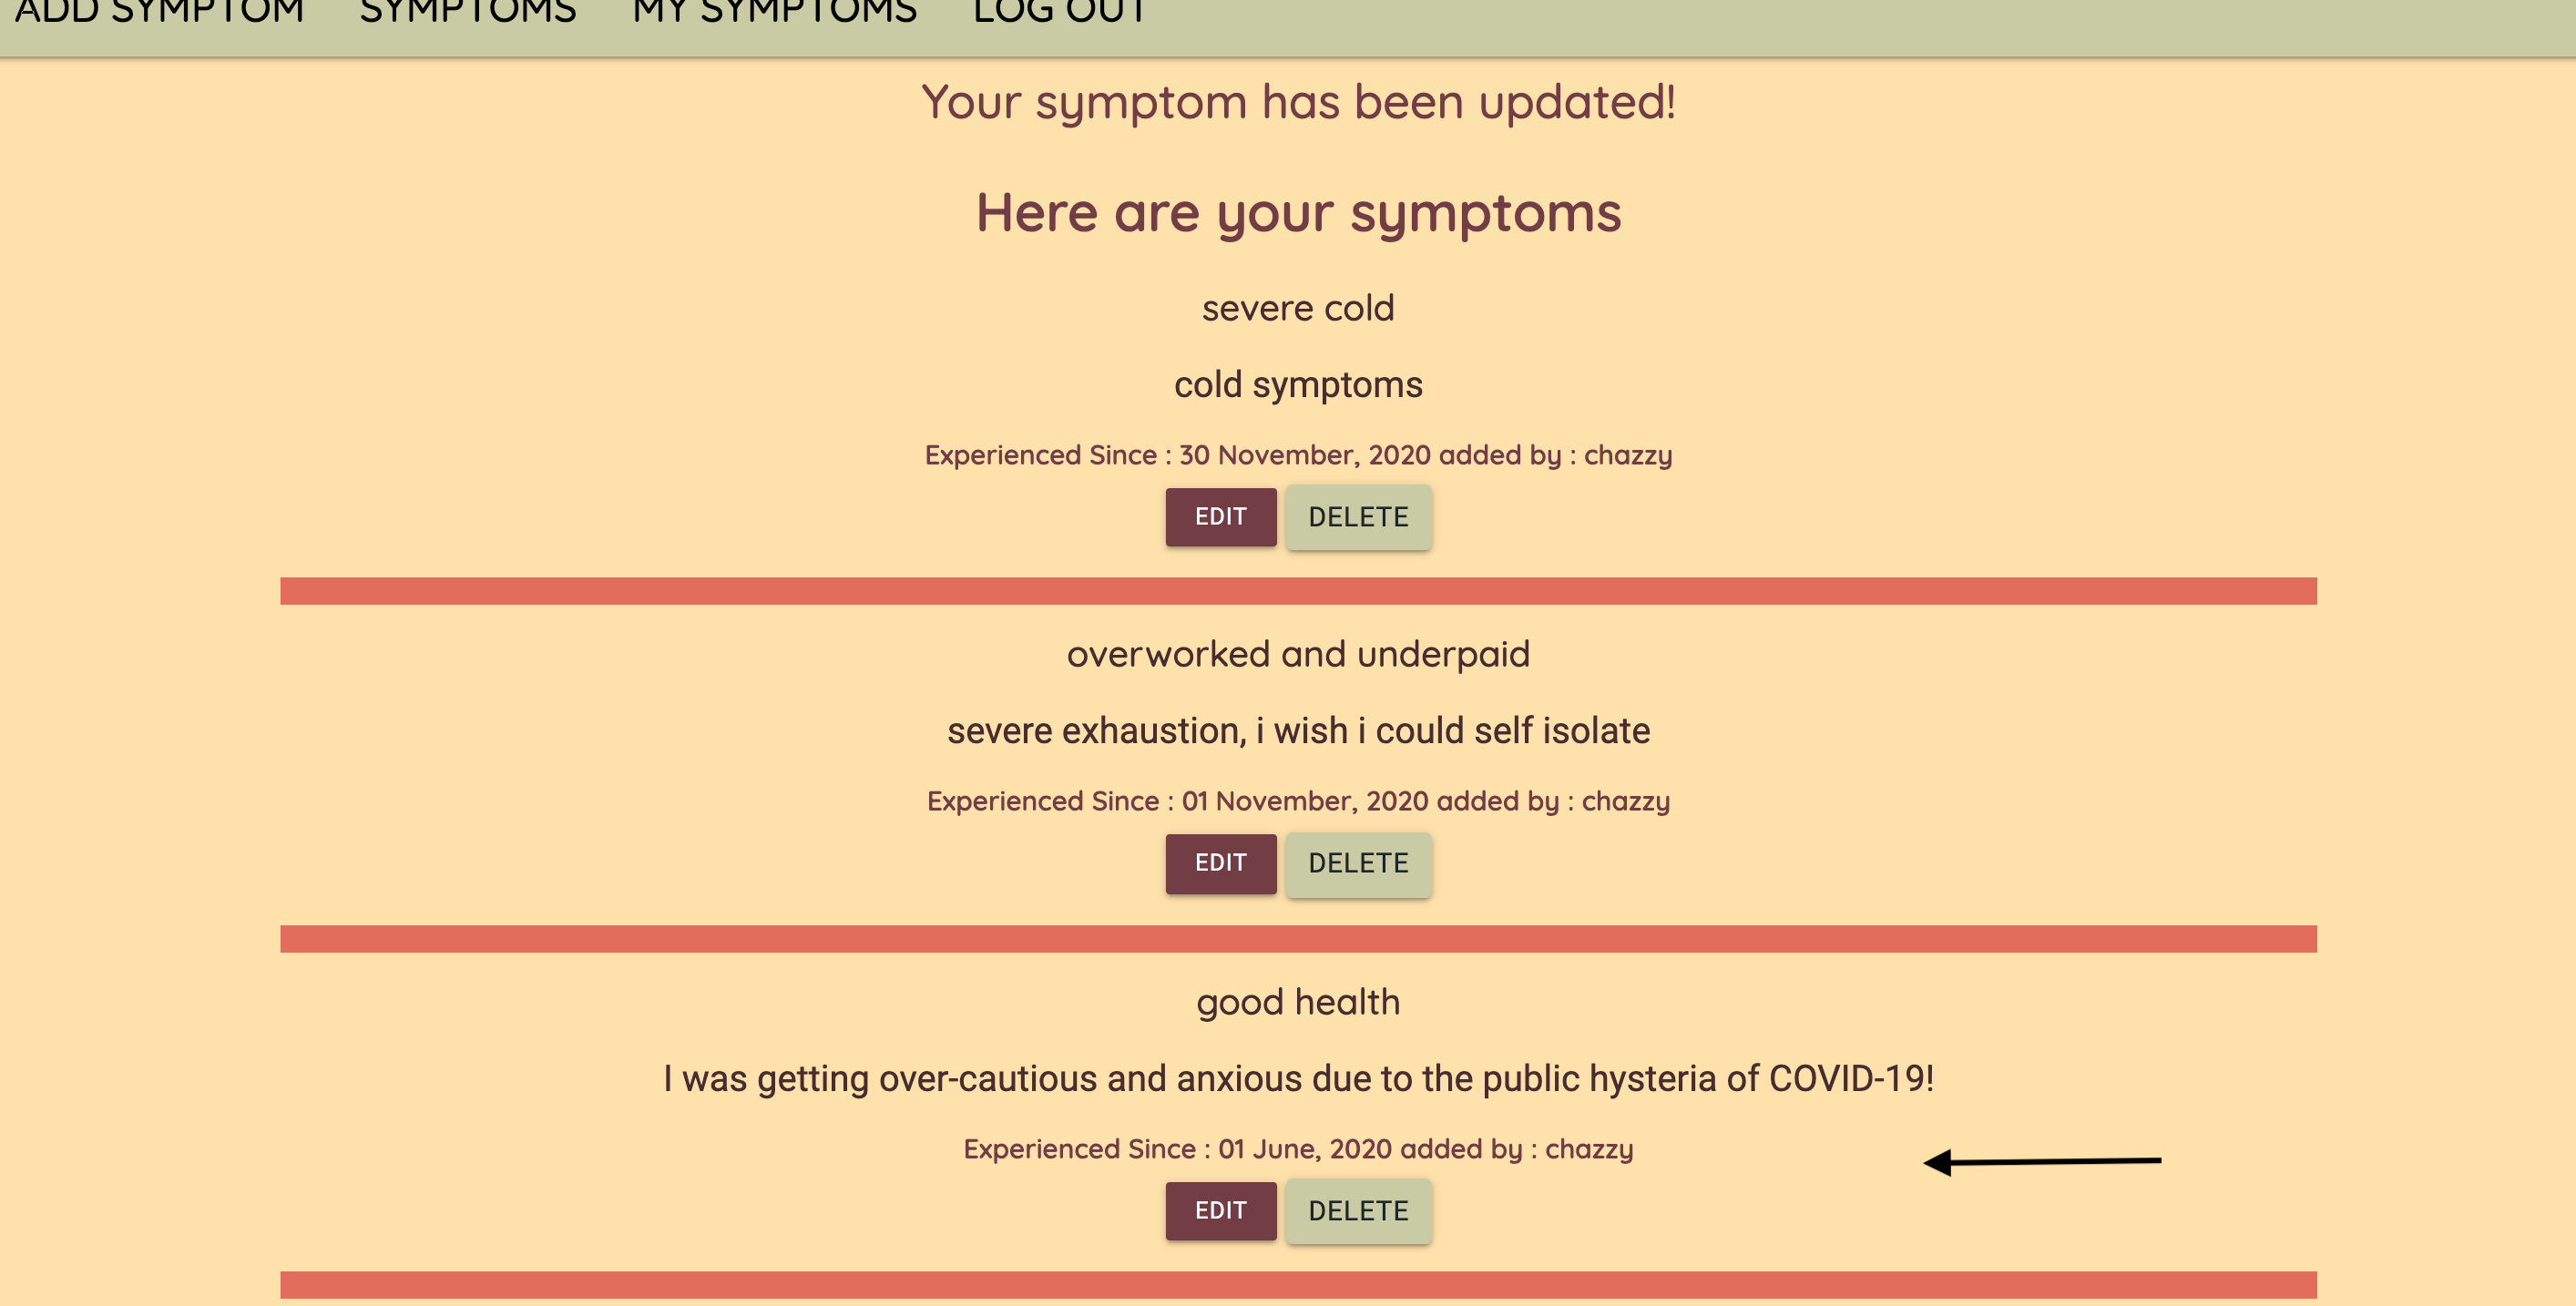 ADD SYMPTOM SYMPTOMS MY SYMPTOMS LOG OUT
Your symptom has been updated!
Here are your symptoms
severe cold
cold symptoms
Experienced Since : 30 November, 2020 added by : chazzy
EDIT DELETE
overworked and underpaid
severe exhaustion, i wish i could self isolate
Experienced Since : 01 November, 2020 added by : chazzy
EDIT DELETE
good health
I was getting over-cautious and anxious due to the public hysteria of COVID-19!
Experienced Since : 01 June, 2020 added by : chazzy
EDIT DELETE